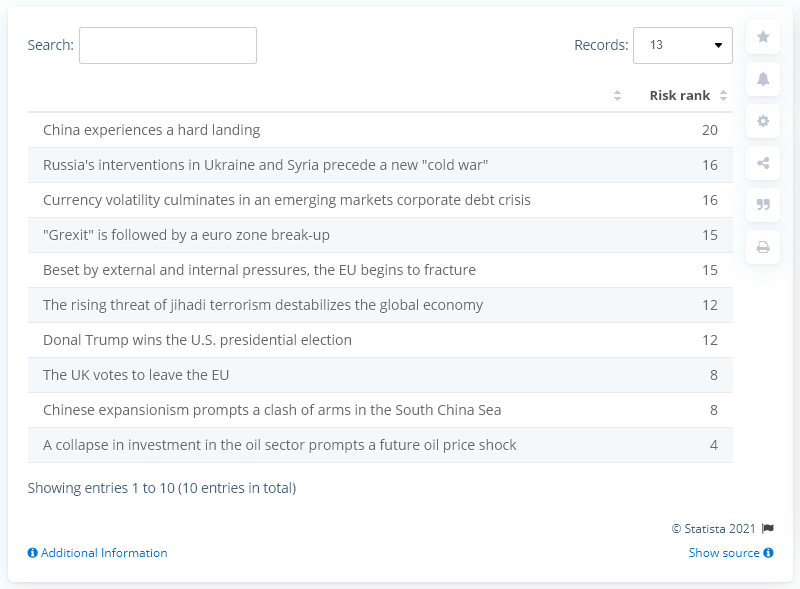 Search:
Records: 13
Risk rank
China experiences a hard landing 20
Russia's interventions in Ukraine and Syria precede a new "cold war" 16
Currency volatility culminates in an emerging markets corporate debt crisis 16
"Grexit" is followed by a euro zone break-up 15
Beset by external and internal pressures, the EU begins to fracture 15
The rising threat of jihadi terrorism destabilizes the global economy 12
Donal Trump wins the U.S. presidential election 12
The UK votes to leave the EU 8
Chinese expansionism prompts a clash of arms in the South China Sea 8
A collapse in investment in the oil sector prompts a future oil price shock 4
Showing entries 1 to 10 (10 entries in total)
© Statista 2021
Additional Information
Show source